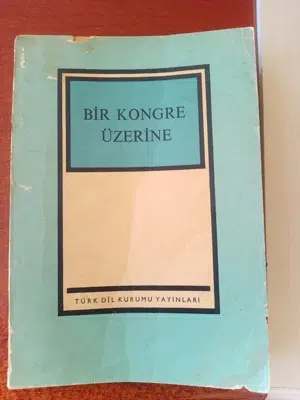 BİR KONGRE
ÜZERİNE
TÜRK DİL KURUMU YAYINLARI